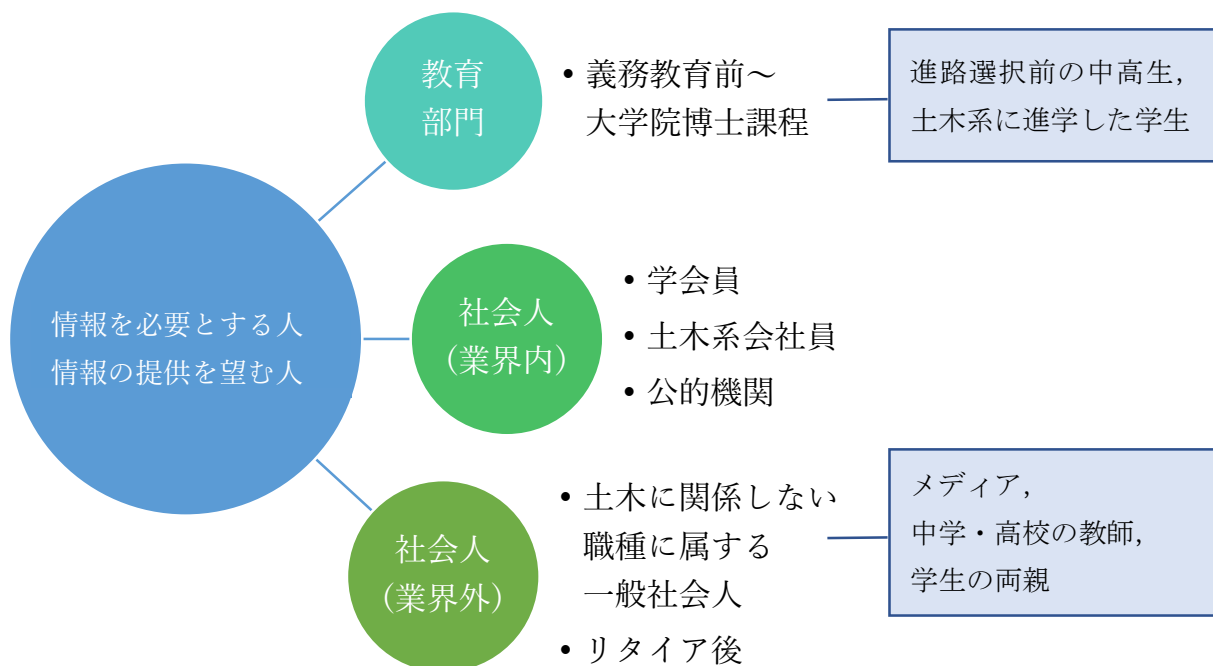 情報を必要とする人
情報の提供を望む人
教育
部門
• 義務教育前～
大学院博士課程
進路選択前の中高生，
土木系に進学した学生
社会人
（業界内）
• 学会員
• 土木系会社員
• 公的機関
社会人
（業界外）
• 土木に関係しない
職種に属する
一般社会人
• リタイア後
メディア，
中学・高校の教師，
学生の両親